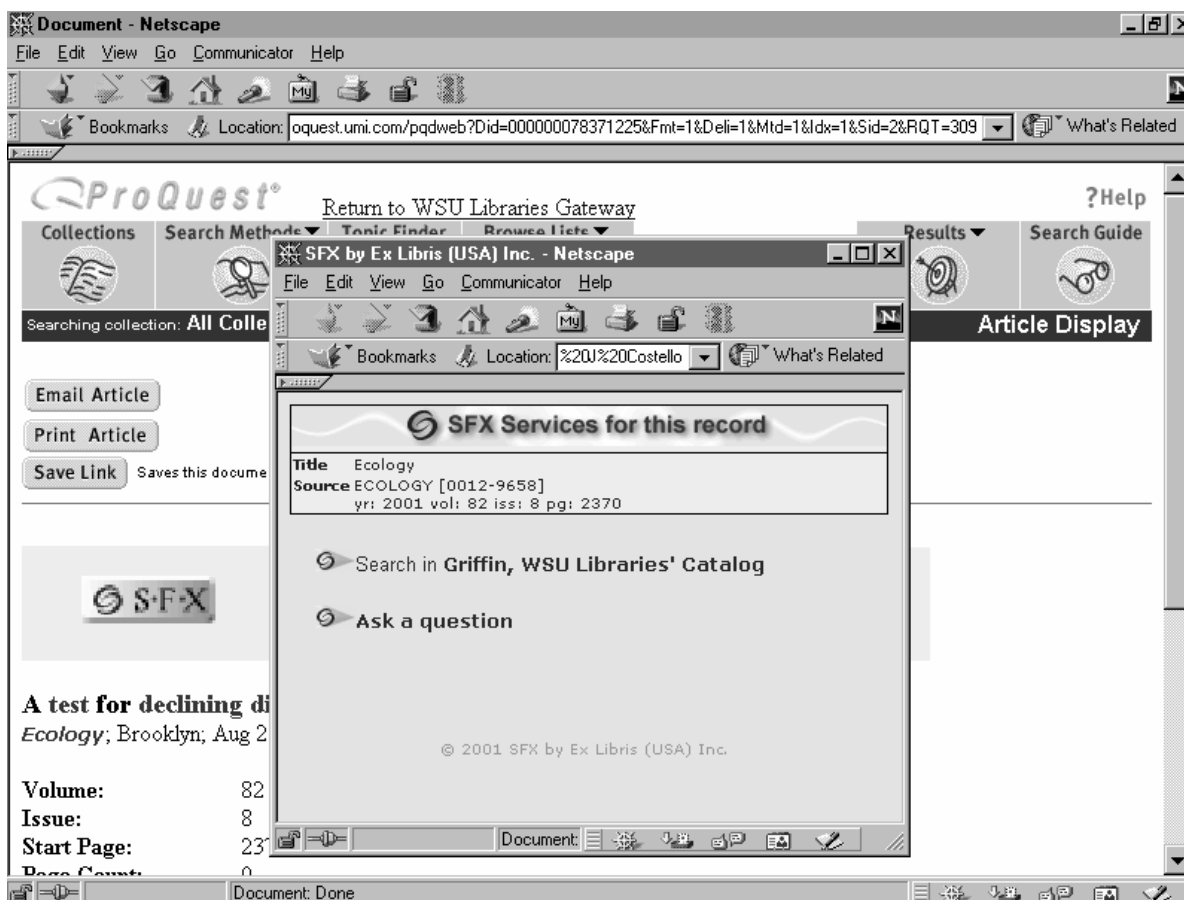 Document - Netscape
File Edit View Go Communicator Help
My
N
Bookmarks Location: oquest.umi.com/pqdweb?Did=000000078371225&Fmt=1&Deli=1&Mtd=1&Idx=1&Sid=2&RQT=309 What's Related
ProQuest® Return to WSU Libraries Gateway ?Help
Collections Search Methods Topic Finder Browse Lists Results Search Guide
Searching collection: All Colle Article Display
Email Article
Print Article
Save Link Saves this docume
S·F·X
A test for declining di
Ecology; Brooklyn; Aug 2
Volume: 82
Issue: 8
Start Page: 237
Page Count: 0
Document: Done
SFX by Ex Libris (USA) Inc. - Netscape
File Edit View Go Communicator Help
My
N
Bookmarks Location: %20J%20Costello What's Related
SFX Services for this record
Title Ecology
Source ECOLOGY [0012-9658]
yr: 2001 vol: 82 iss: 8 pg: 2370
Search in Griffin, WSU Libraries' Catalog
Ask a question
© 2001 SFX by Ex Libris (USA) Inc.
Document: